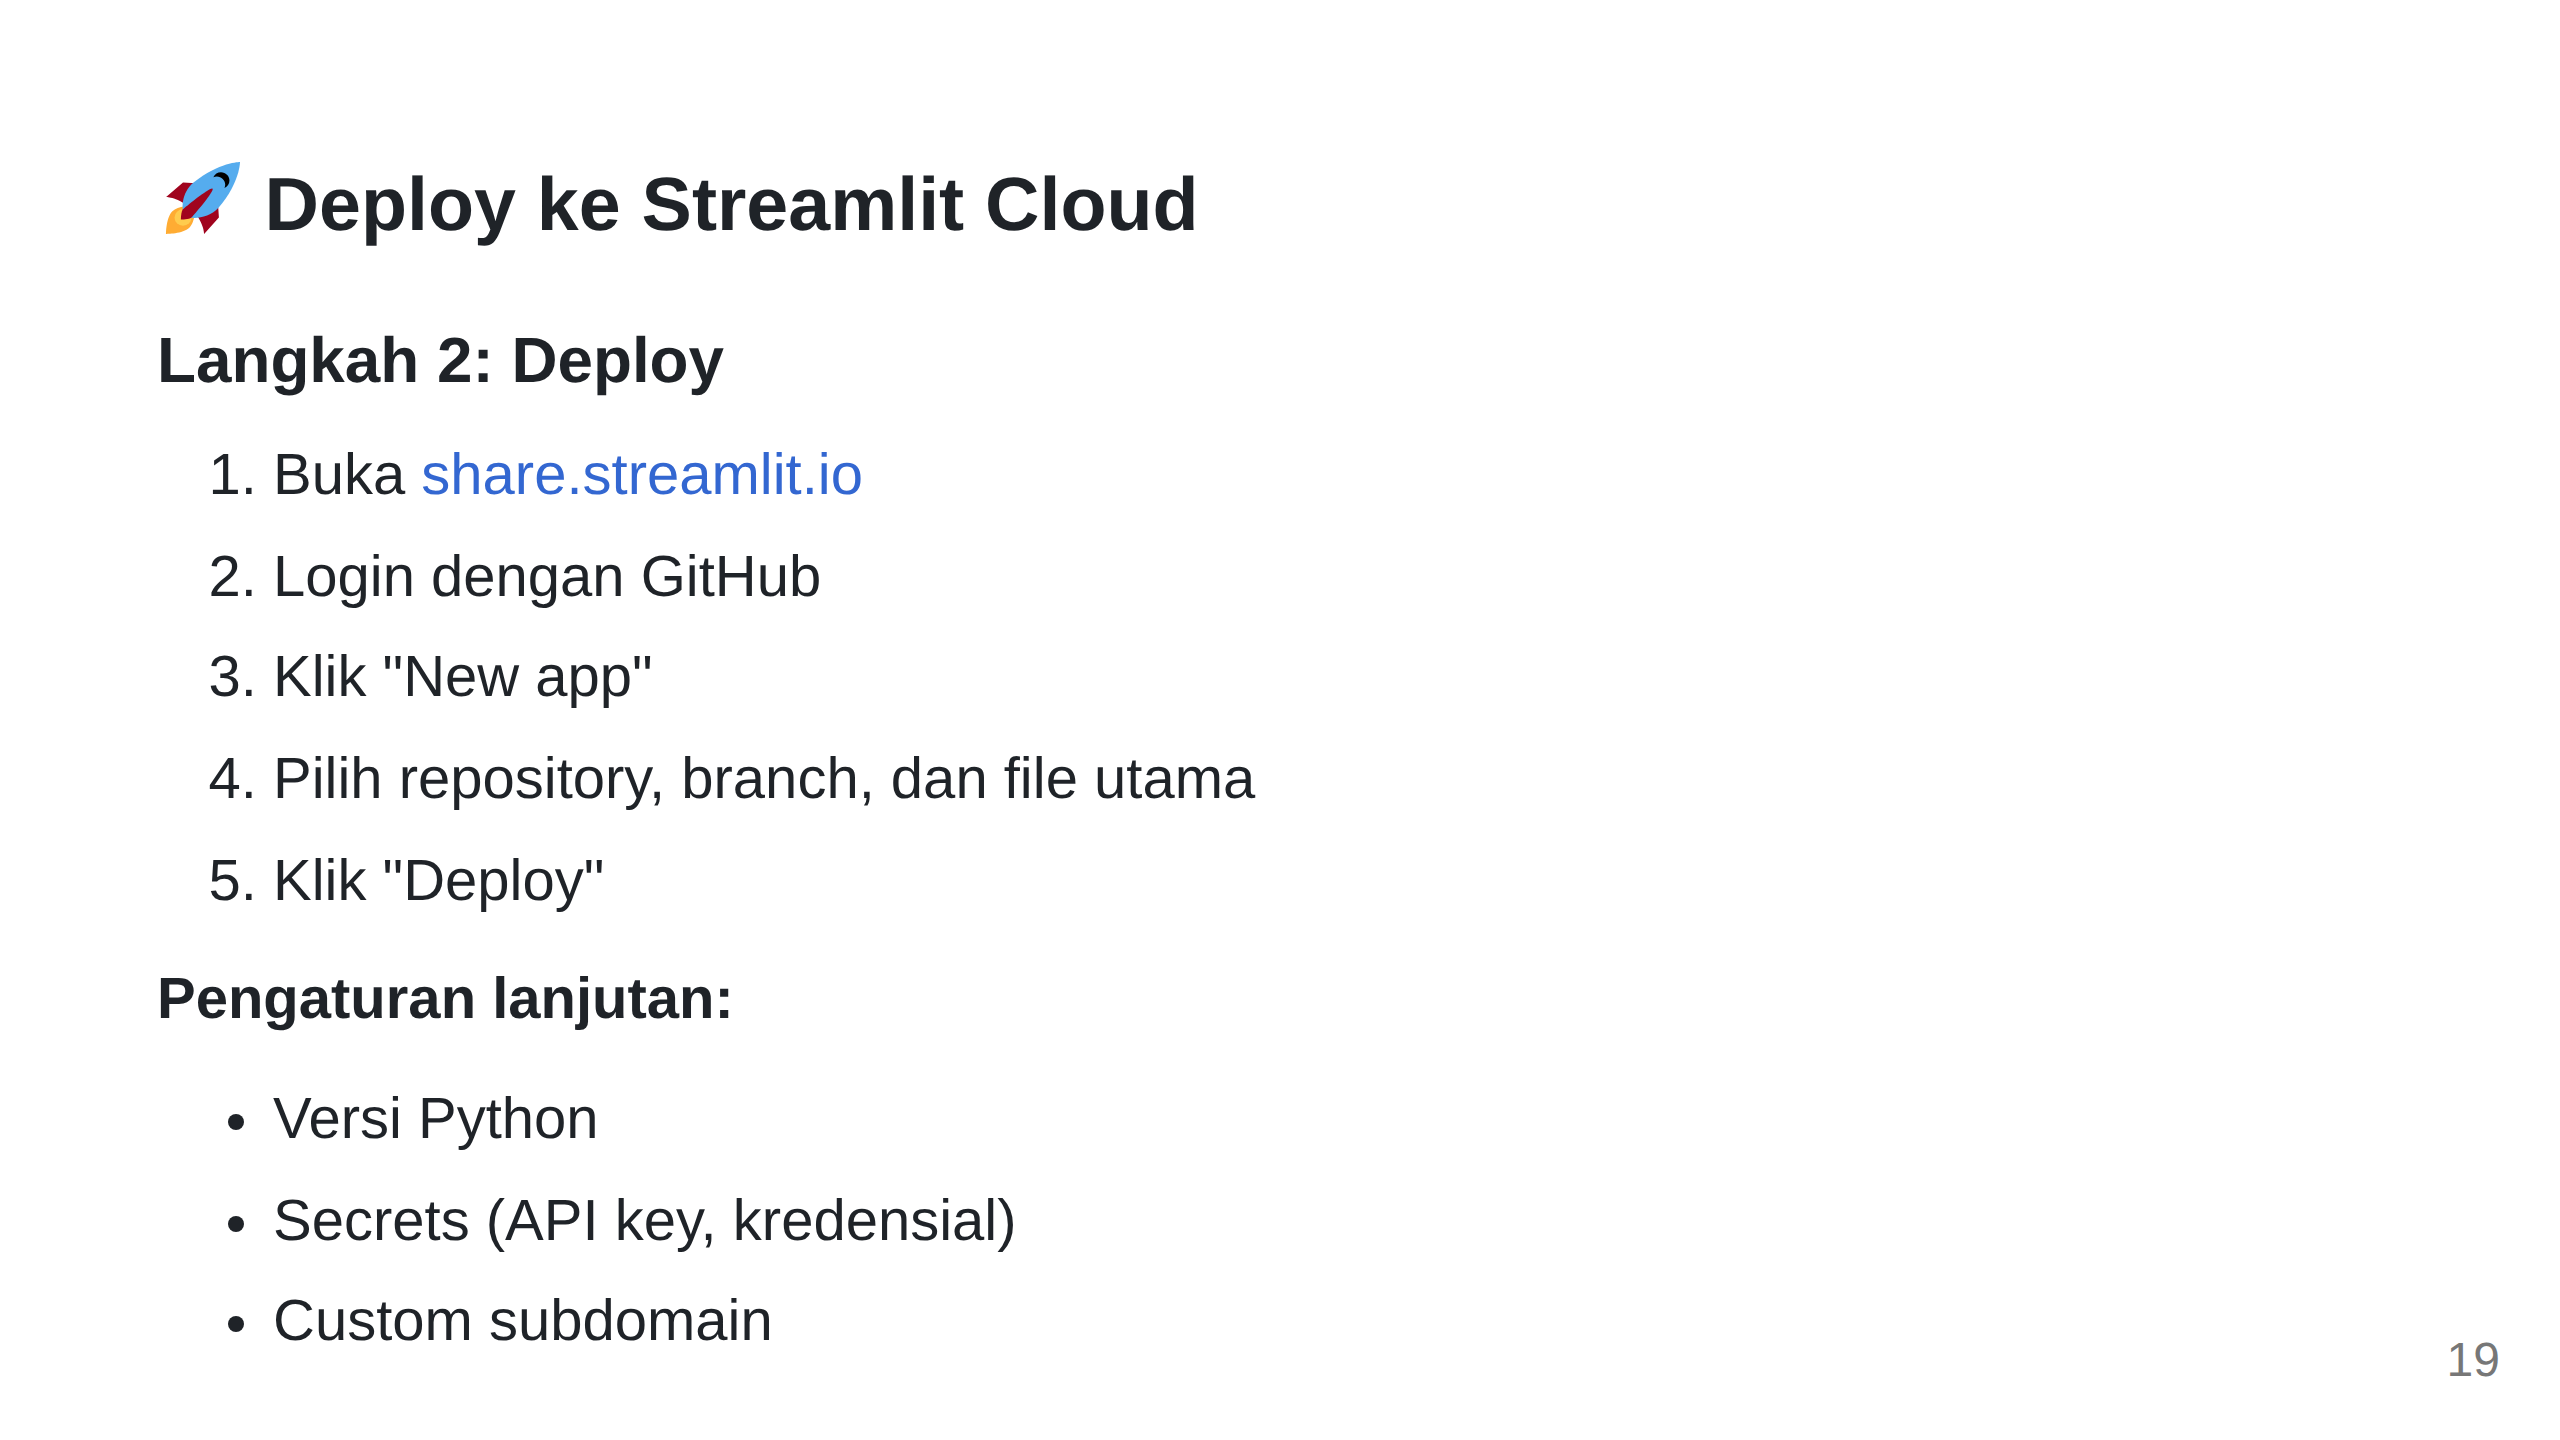 🚀 Deploy ke Streamlit Cloud
Langkah 2: Deploy
1. Buka share.streamlit.io
2. Login dengan GitHub
3. Klik "New app"
4. Pilih repository, branch, dan file utama
5. Klik "Deploy"
Pengaturan lanjutan:
• Versi Python
• Secrets (API key, kredensial)
• Custom subdomain
19